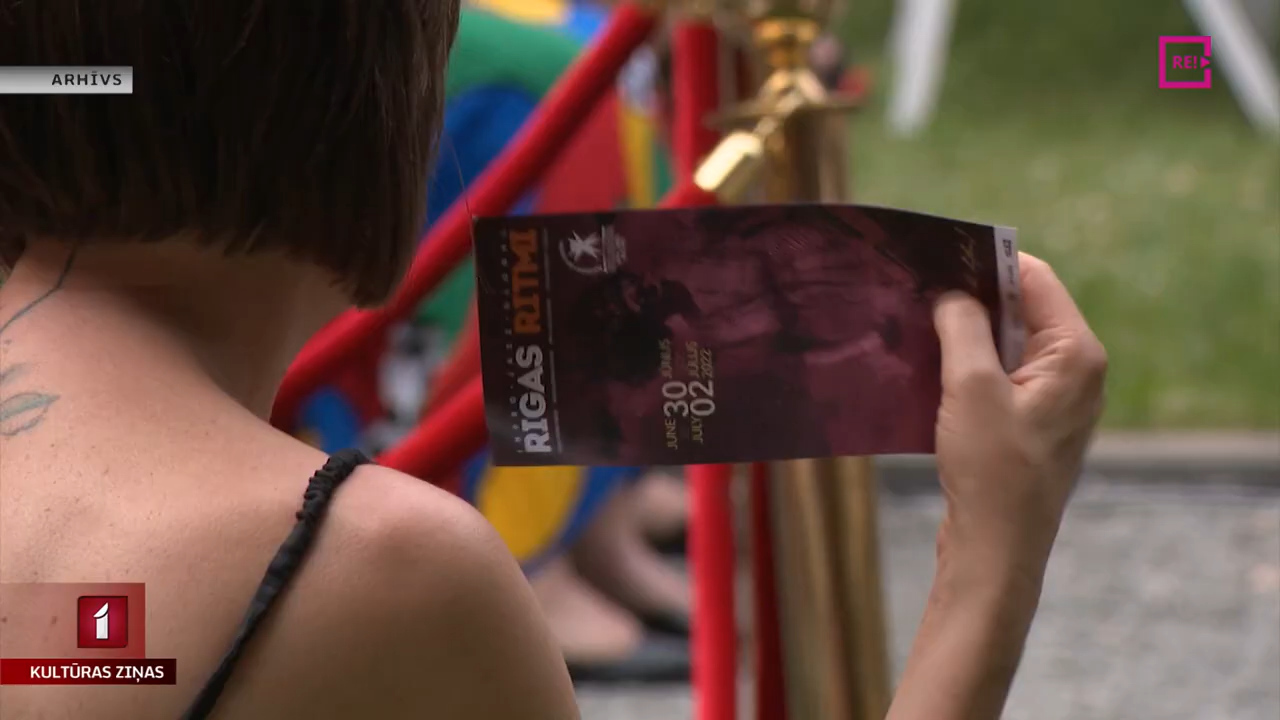 ARHĪVS
RE!
RIGAS RITMI
JUNE 30 JŪNIJS
JULY 02 JŪLIJS
2022
1
KULTŪRAS ZIŅAS